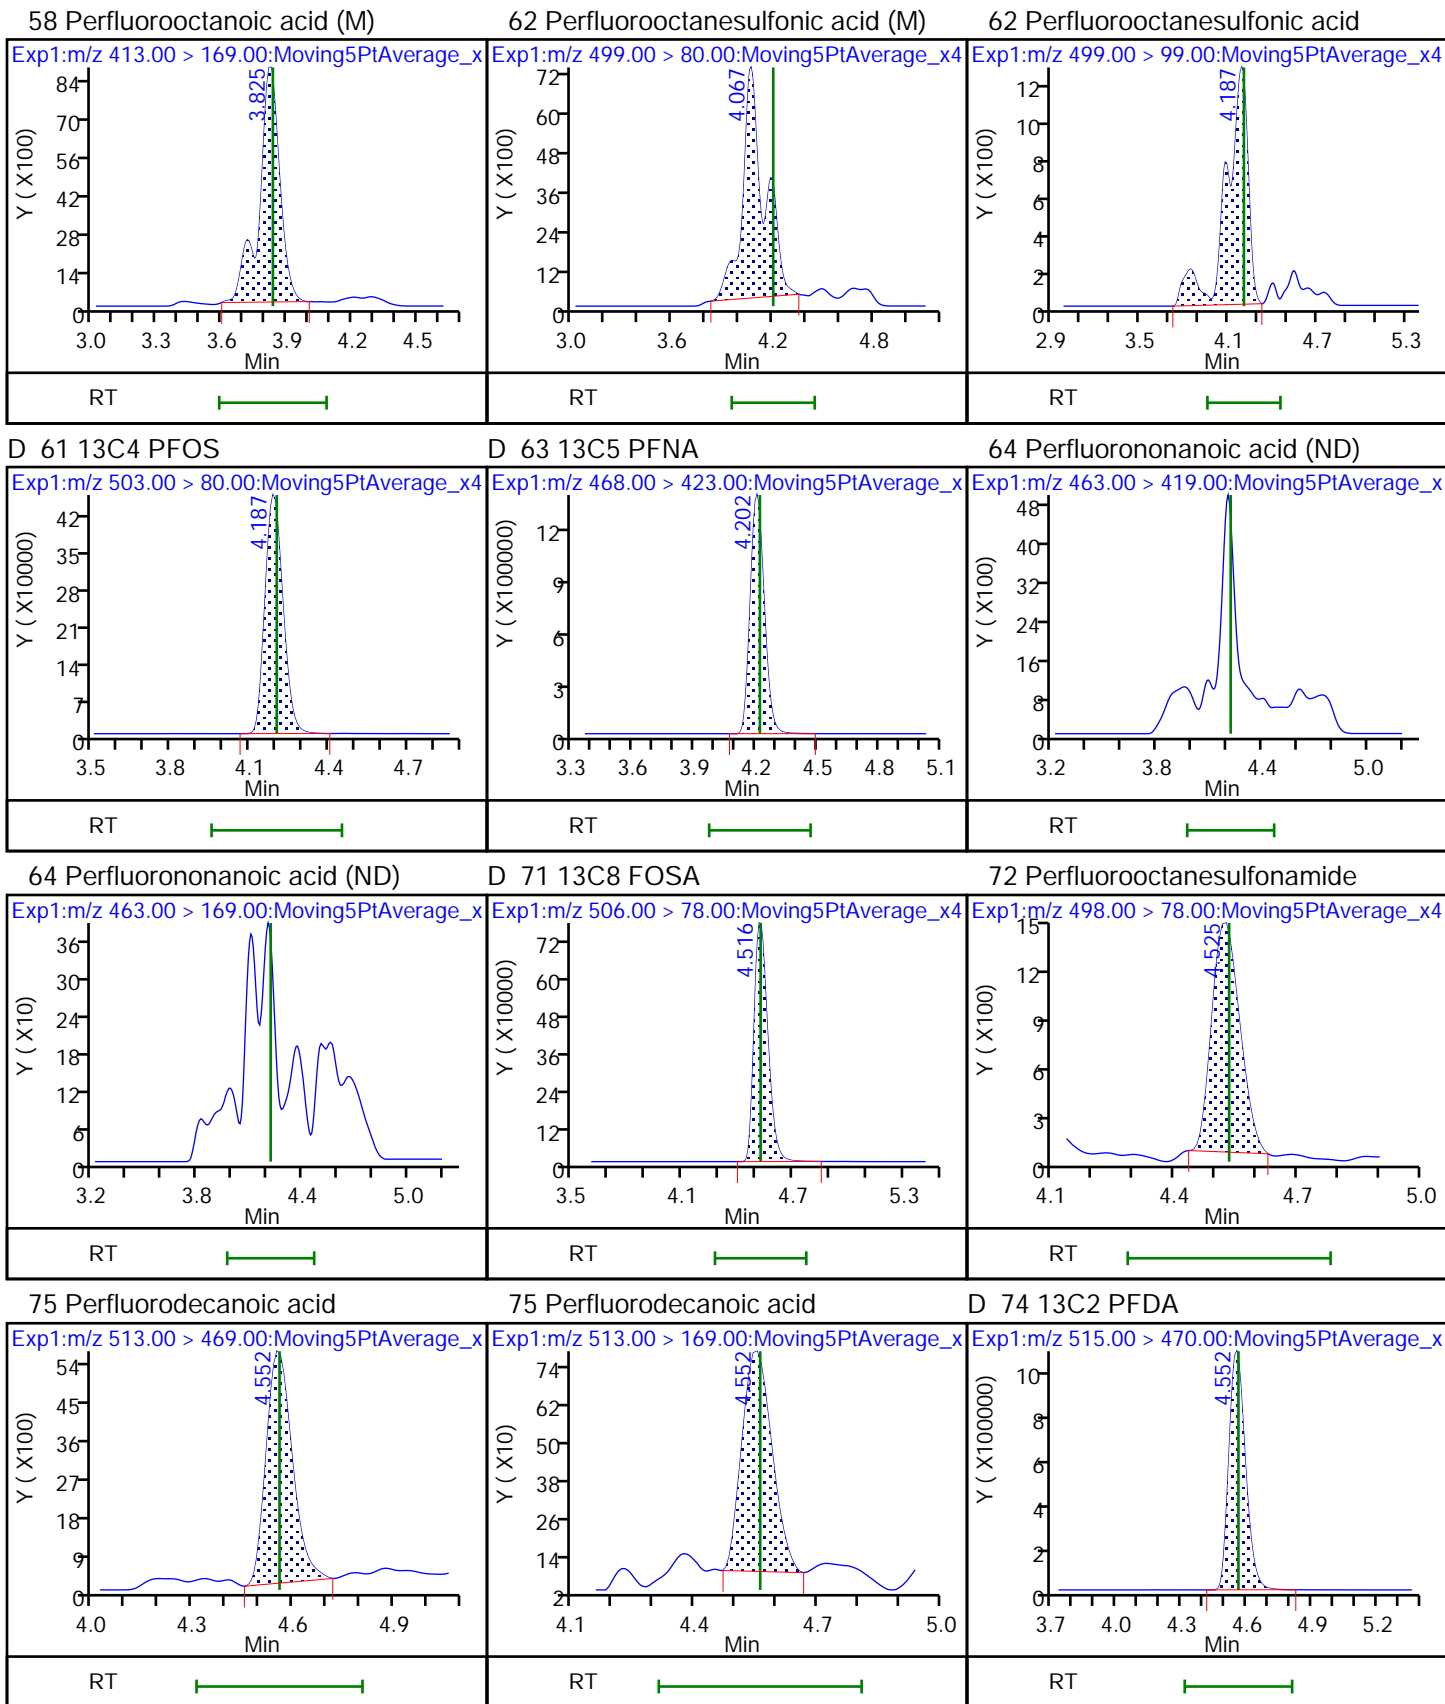 58 Perfluorooctanoic acid (M)
Exp1:m/z 413.00 > 169.00:Moving5PtAverage_x
3.825
Y ( X100)
84
70
56
42
28
14
0
3.0 3.3 3.6 3.9 4.2 4.5
Min
RT
62 Perfluorooctanesulfonic acid (M)
Exp1:m/z 499.00 > 80.00:Moving5PtAverage_x4
4.067
Y ( X100)
72
60
48
36
24
12
0
3.0 3.6 4.2 4.8
Min
RT
62 Perfluorooctanesulfonic acid
Exp1:m/z 499.00 > 99.00:Moving5PtAverage_x4
4.187
Y ( X100)
12
10
8
6
4
2
0
2.9 3.5 4.1 4.7 5.3
Min
RT
D 61 13C4 PFOS
Exp1:m/z 503.00 > 80.00:Moving5PtAverage_x4
4.187
Y ( X10000)
42
35
28
21
14
7
0
3.5 3.8 4.1 4.4 4.7
Min
RT
D 63 13C5 PFNA
Exp1:m/z 468.00 > 423.00:Moving5PtAverage_x
4.202
Y ( X100000)
12
9
6
3
0
3.3 3.6 3.9 4.2 4.5 4.8 5.1
Min
RT
64 Perfluorononanoic acid (ND)
Exp1:m/z 463.00 > 419.00:Moving5PtAverage_x
Y ( X100)
48
40
32
24
16
8
0
3.2 3.8 4.4 5.0
Min
RT
64 Perfluorononanoic acid (ND)
Exp1:m/z 463.00 > 169.00:Moving5PtAverage_x
Y ( X10)
36
30
24
18
12
6
0
3.2 3.8 4.4 5.0
Min
RT
D 71 13C8 FOSA
Exp1:m/z 506.00 > 78.00:Moving5PtAverage_x4
4.516
Y ( X10000)
72
60
48
36
24
12
0
3.5 4.1 4.7 5.3
Min
RT
72 Perfluorooctanesulfonamide
Exp1:m/z 498.00 > 78.00:Moving5PtAverage_x4
4.525
Y ( X100)
15
12
9
6
3
0
4.1 4.4 4.7 5.0
Min
RT
75 Perfluorodecanoic acid
Exp1:m/z 513.00 > 469.00:Moving5PtAverage_x
4.552
Y ( X100)
54
45
36
27
18
9
0
4.0 4.3 4.6 4.9
Min
RT
75 Perfluorodecanoic acid
Exp1:m/z 513.00 > 169.00:Moving5PtAverage_x
4.552
Y ( X10)
74
62
50
38
26
14
2
4.1 4.4 4.7 5.0
Min
RT
D 74 13C2 PFDA
Exp1:m/z 515.00 > 470.00:Moving5PtAverage_x
4.552
Y ( X100000)
10
8
6
4
2
0
3.7 4.0 4.3 4.6 4.9 5.2
Min
RT